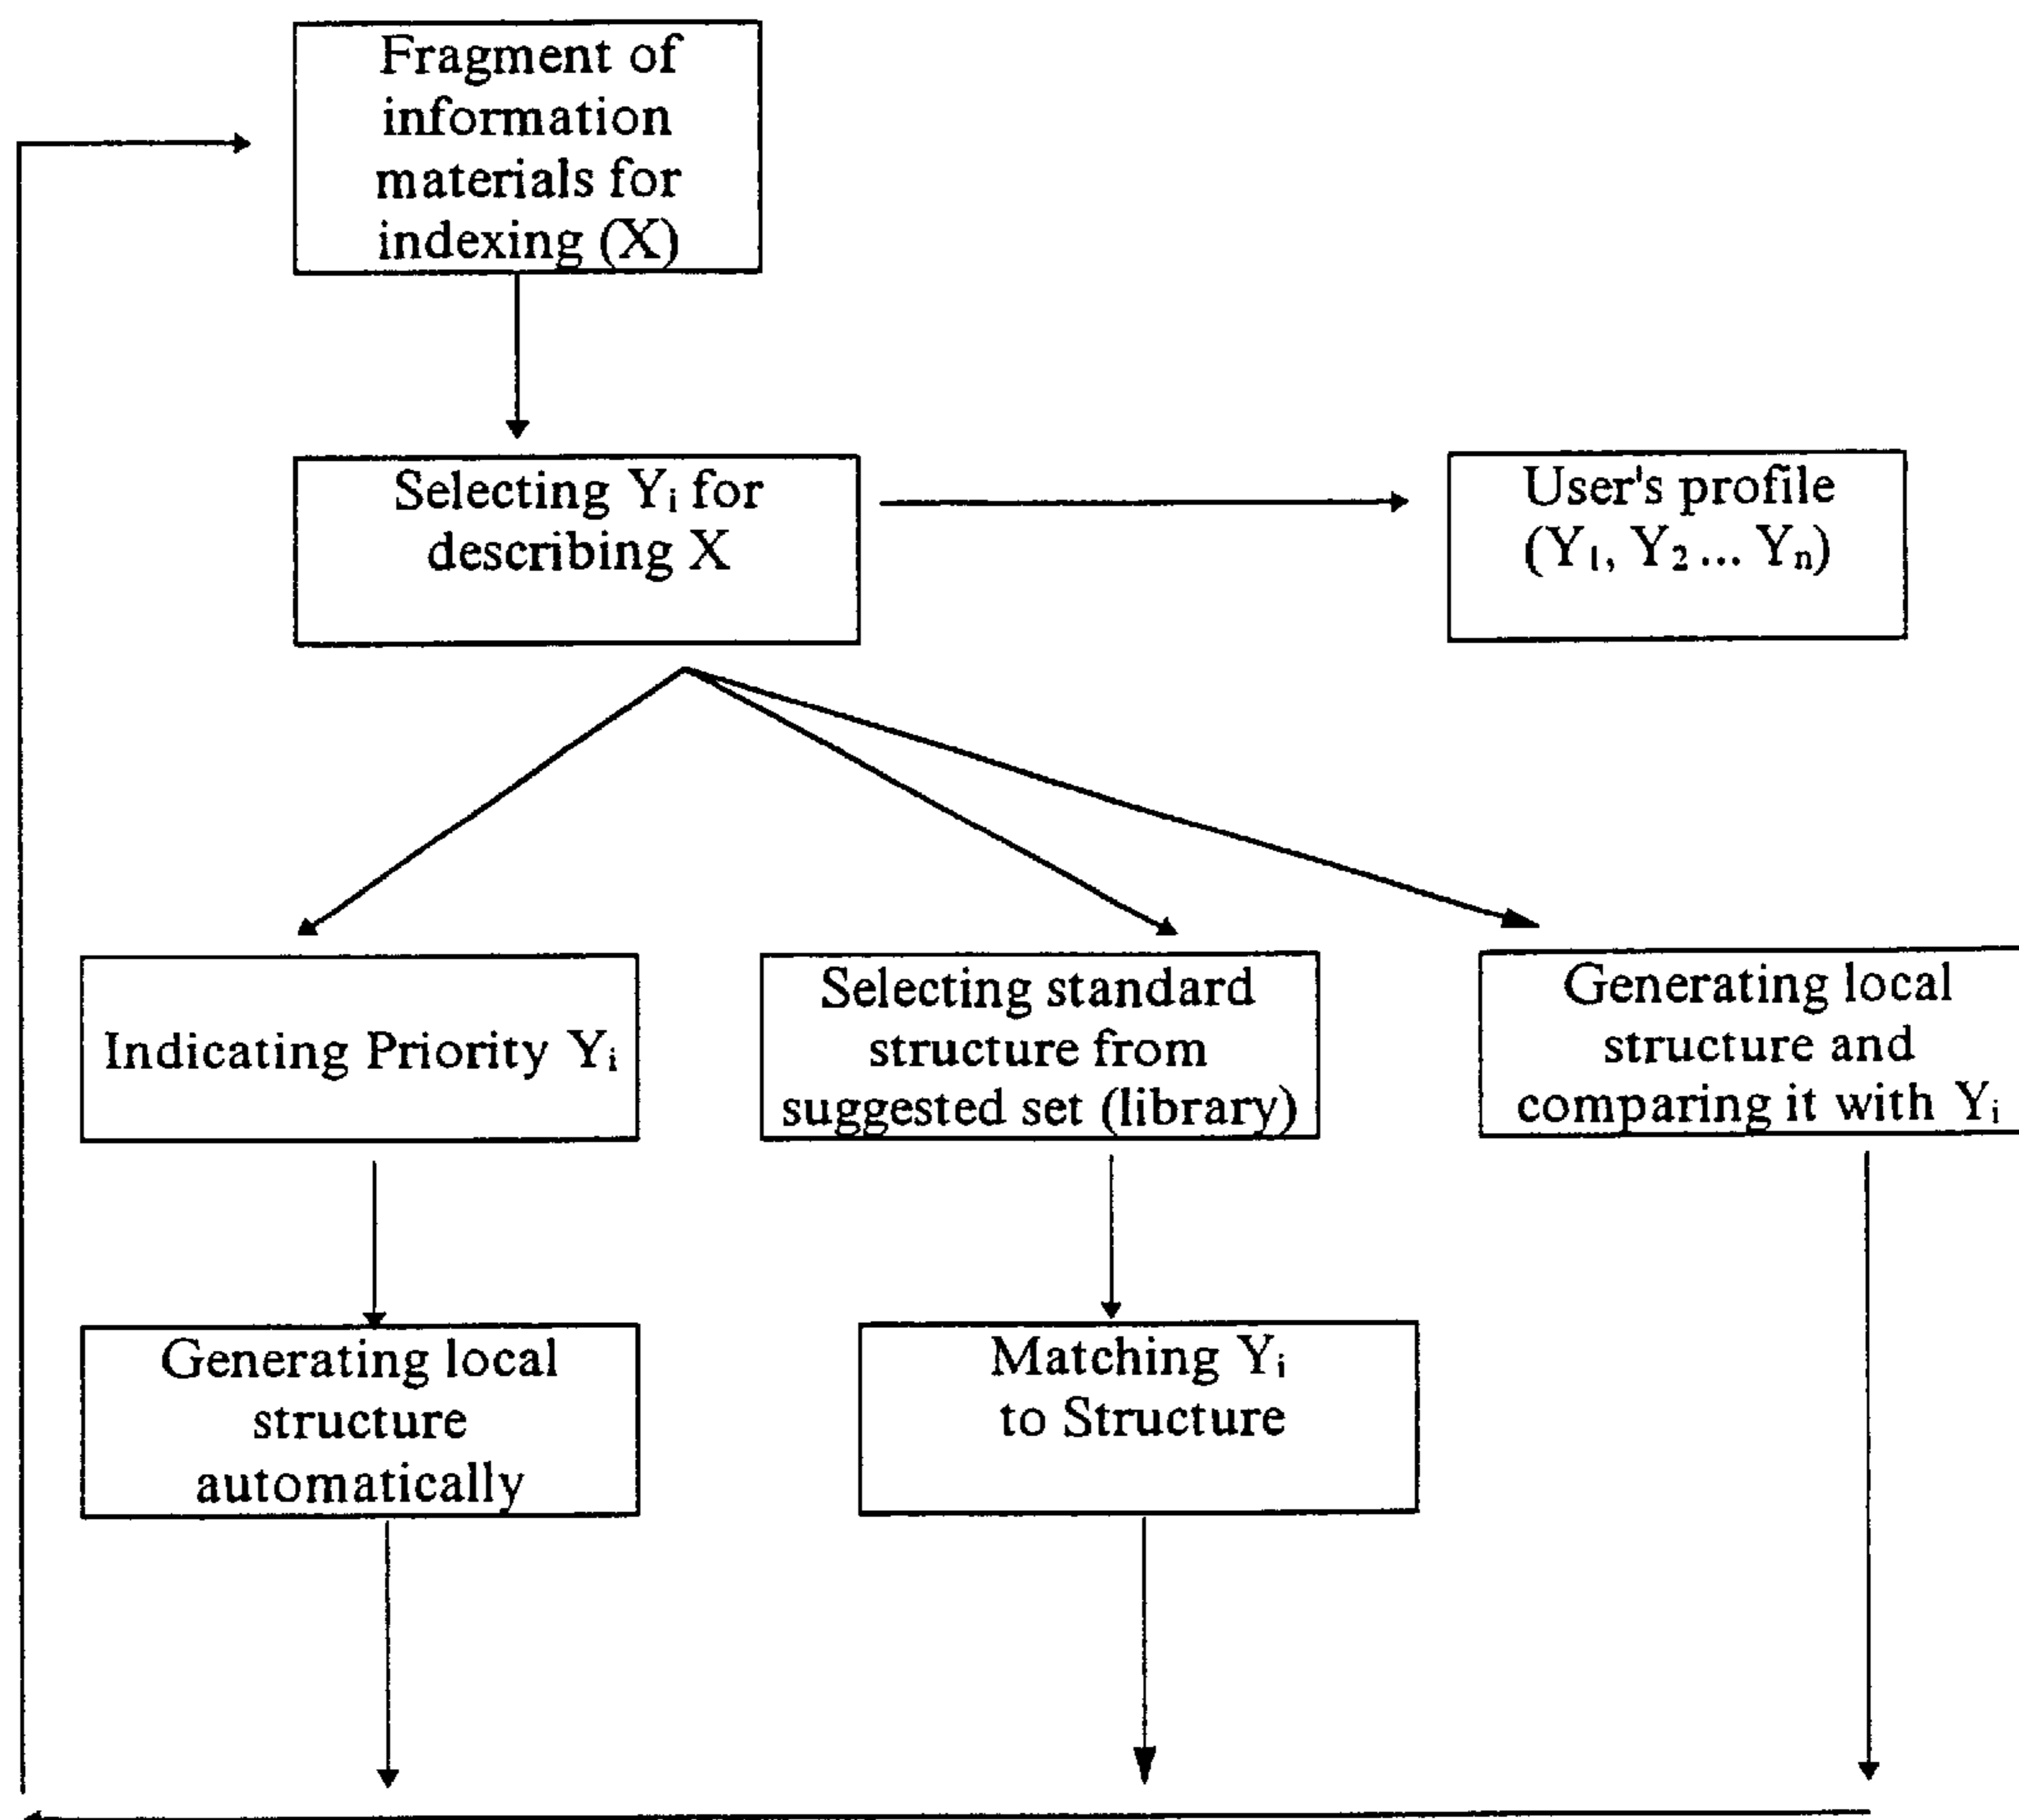 Fragment of
information
materials for
indexing (X)
Selecting Yᵢ for
describing X
User's profile
(Y₁, Y₂ ... Yₙ)
Indicating Priority Yᵢ
Selecting standard
structure from
suggested set (library)
Generating local
structure and
comparing it with Yᵢ
Generating local
structure
automatically
Matching Yᵢ
to Structure